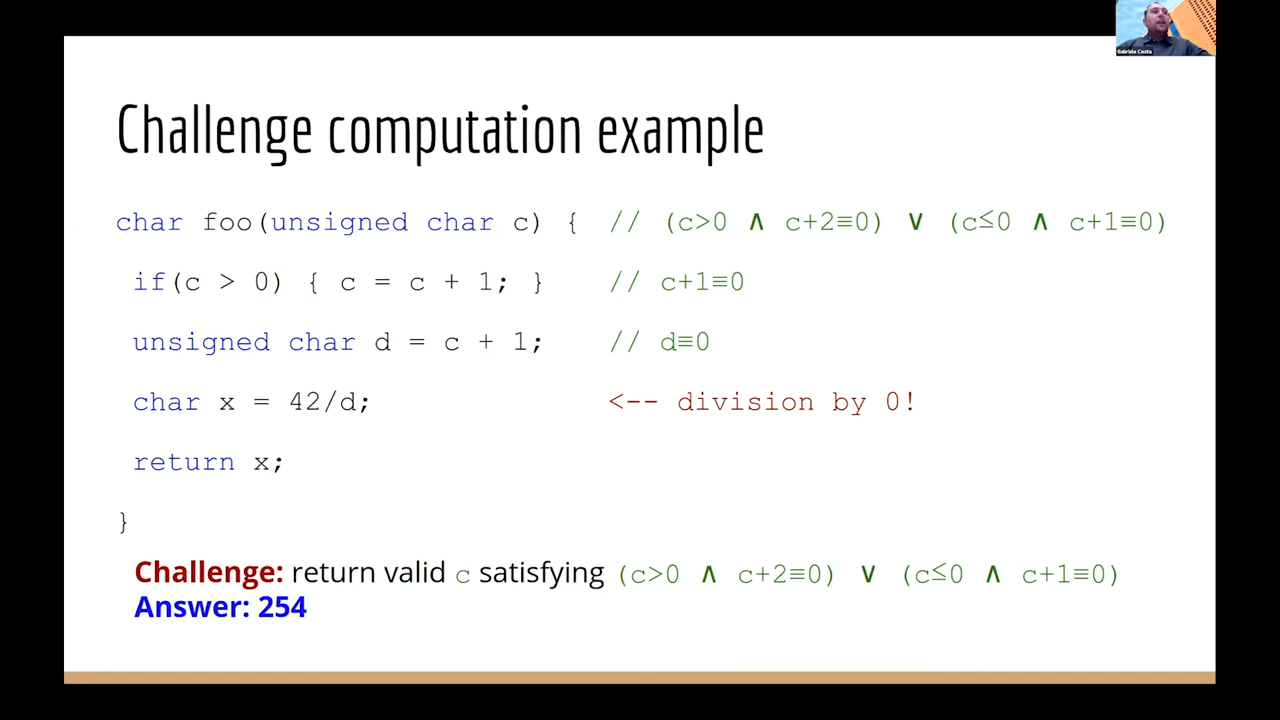 Gabriele Costa
Challenge computation example
char foo(unsigned char c) { // (c>0 ∧ c+2≡0) ∨ (c≤0 ∧ c+1≡0)
if(c > 0) { c = c + 1; } // c+1≡0
unsigned char d = c + 1; // d≡0
char x = 42/d; <-- division by 0!
return x;
}
Challenge: return valid c satisfying (c>0 ∧ c+2≡0) ∨ (c≤0 ∧ c+1≡0)
Answer: 254